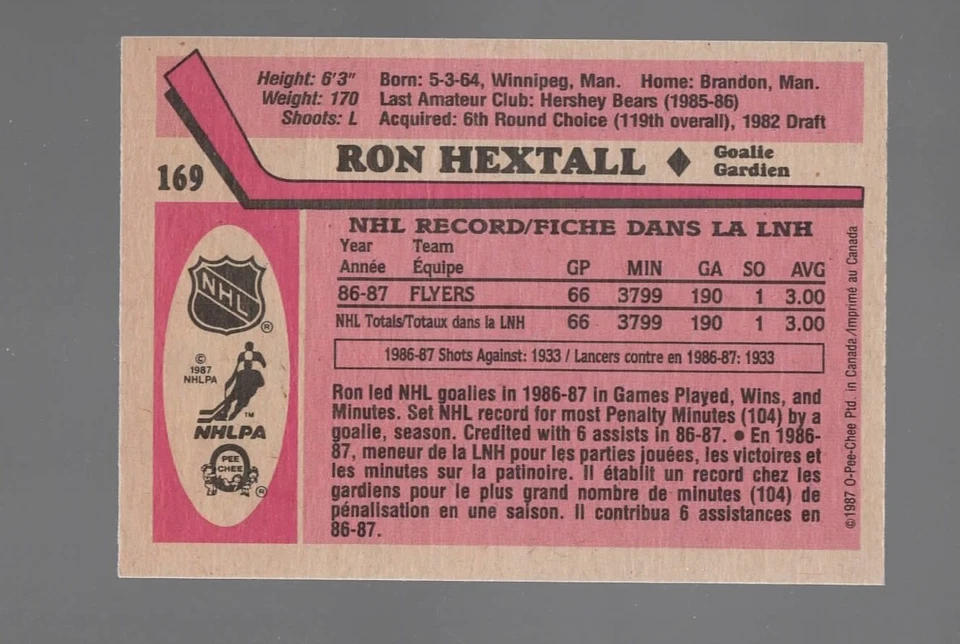 Height: 6'3" Born: 5-3-64, Winnipeg, Man. Home: Brandon, Man.
Weight: 170 Last Amateur Club: Hershey Bears (1985-86)
Shoots: L Acquired: 6th Round Choice (119th overall), 1982 Draft
169
RON HEXTALL ♦ Goalie
Gardien
NHL RECORD/FICHE DANS LA LNH
Year Team
Année Équipe GP MIN GA SO AVG
86-87 FLYERS 66 3799 190 1 3.00
NHL Totals/Totaux dans la LNH 66 3799 190 1 3.00
1986-87 Shots Against: 1933 / Lancers contre en 1986-87: 1933
Ron led NHL goalies in 1986-87 in Games Played, Wins, and
Minutes. Set NHL record for most Penalty Minutes (104) by a
goalie, season. Credited with 6 assists in 86-87. ● En 1986-
87, meneur de la LNH pour les parties jouées, les victoires et
les minutes sur la patinoire. Il établit un record chez les
gardiens pour le plus grand nombre de minutes (104) de
pénalisation en une saison. Il contribua 6 assistances en
86-87.
NHL
®
©
1987
NHLPA
TM
NHLPA
PEE
CHEE
®
©1987 O-Pee-Chee Ptd. in Canada/Imprimé au Canada